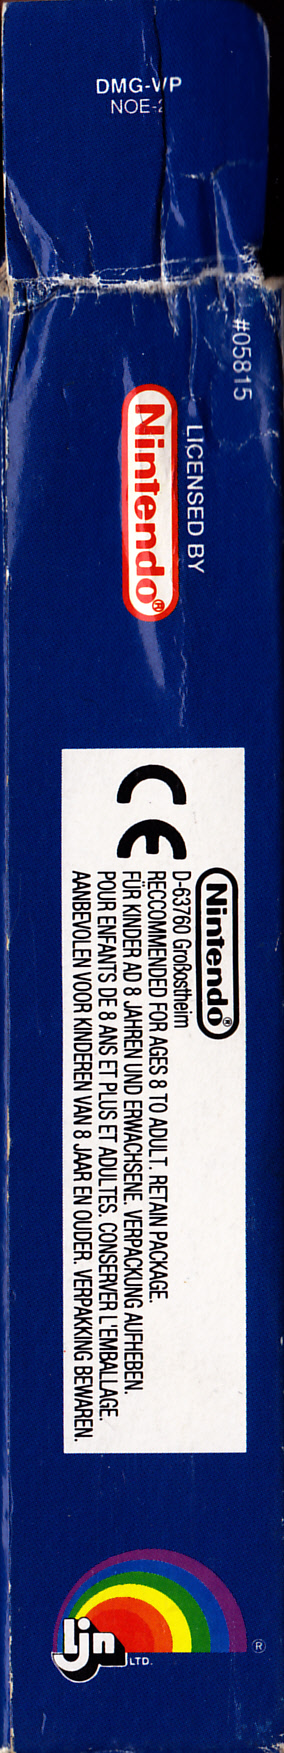 DMG-WP
NOE-2
#05815
LICENSED BY
Nintendo®
CE
Nintendo®
D-63760 Großostheim
RECCOMMENDED FOR AGES 8 TO ADULT. RETAIN PACKAGE.
FÜR KINDER AD 8 JAHREN UND ERWACHSENE. VERPACKUNG AUFHEBEN.
POUR ENFANTS DE 8 ANS ET PLUS ET ADULTES. CONSERVER L'EMBALLAGE.
AANBEVOLEN VOOR KINDEREN VAN 8 JAAR EN OUDER. VERPAKKING BEWAREN.
®
ljn
LTD.